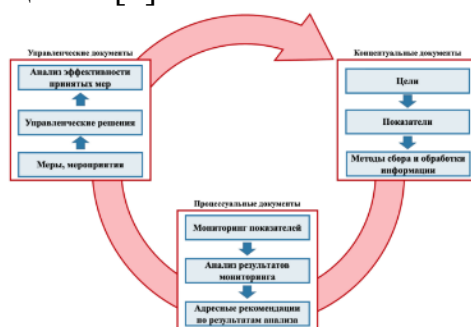 [ ]
Управленческие документы
Анализ эффективности
принятых мер
Управленческие решения
Меры, мероприятия
Концептуальные документы
Цели
Показатели
Методы сбора и обработки
информации
Процессуальные документы
Мониторинг показателей
Анализ результатов
мониторинга
Адресные рекомендации
по результатам анализа